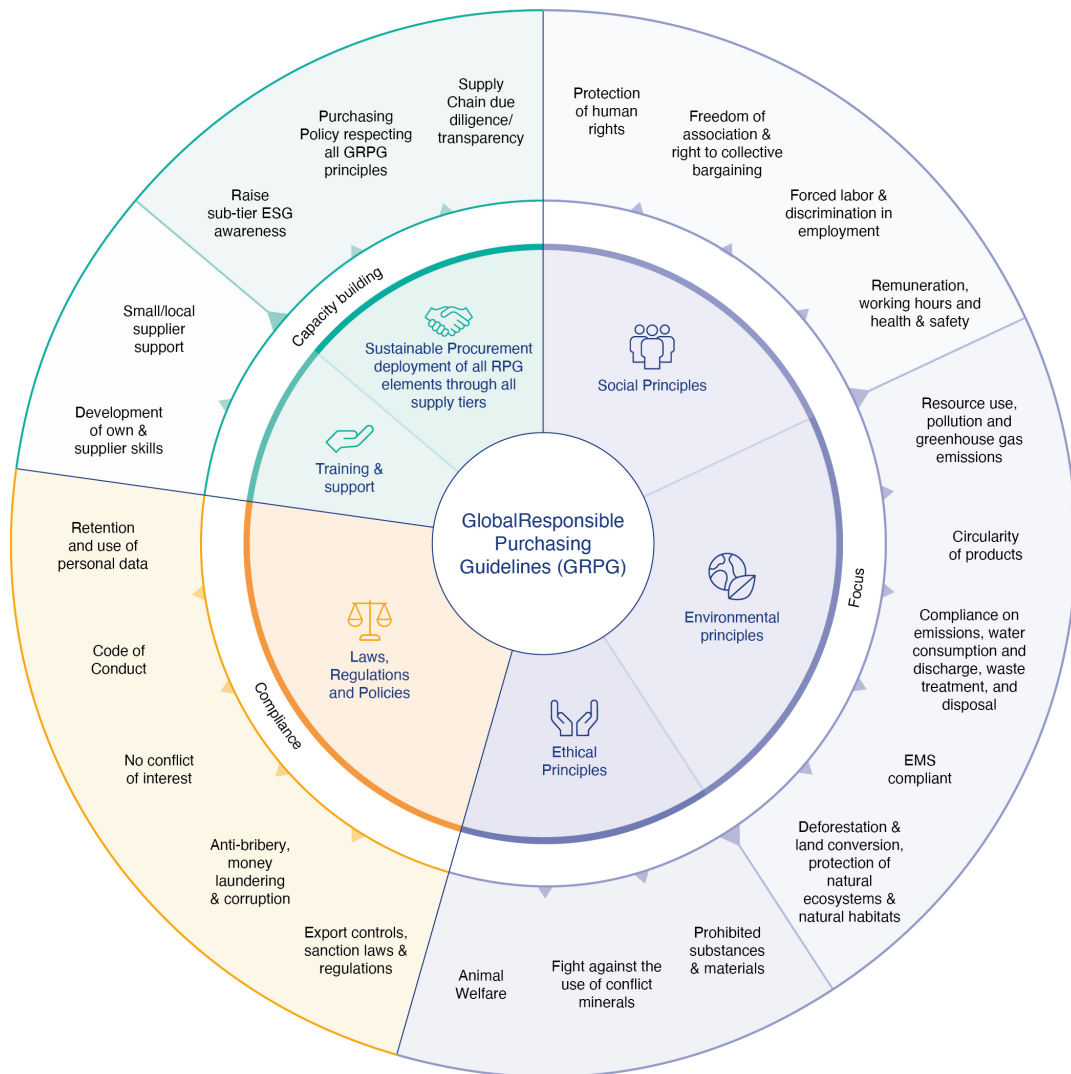 GlobalResponsible
Purchasing
Guidelines (GRPG)
Focus
Social Principles
Protection
of human
rights
Freedom of
association &
right to collective
bargaining
Forced labor &
discrimination in
employment
Remuneration,
working hours and
health & safety
Environmental
principles
Resource use,
pollution and
greenhouse gas
emissions
Circularity
of products
Compliance on
emissions, water
consumption and
discharge, waste
treatment, and
disposal
EMS
compliant
Deforestation &
land conversion,
protection of
natural
ecosystems &
natural habitats
Ethical
Principles
Prohibited
substances
& materials
Fight against the
use of conflict
minerals
Animal
Welfare
Compliance
Laws,
Regulations
and Policies
Export controls,
sanction laws &
regulations
Anti-bribery,
money
laundering
& corruption
No conflict
of interest
Code of
Conduct
Retention
and use of
personal data
Capacity building
Training &
support
Development
of own &
supplier skills
Small/local
supplier
support
Sustainable Procurement
deployment of all RPG
elements through all
supply tiers
Raise
sub-tier ESG
awareness
Purchasing
Policy respecting
all GRPG
principles
Supply
Chain due
diligence/
transparency